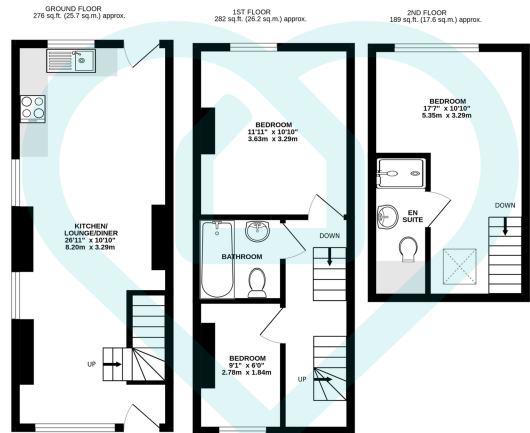 GROUND FLOOR
276 sq.ft. (25.7 sq.m.) approx.
KITCHEN/
LOUNGE/DINER
26'11" x 10'10"
8.20m x 3.29m
UP
1ST FLOOR
282 sq.ft. (26.2 sq.m.) approx.
BEDROOM
11'11" x 10'10"
3.63m x 3.29m
BATHROOM
DOWN
BEDROOM
9'1" x 6'0"
2.78m x 1.84m
UP
2ND FLOOR
189 sq.ft. (17.6 sq.m.) approx.
BEDROOM
17'7" x 10'10"
5.35m x 3.29m
EN
SUITE
DOWN